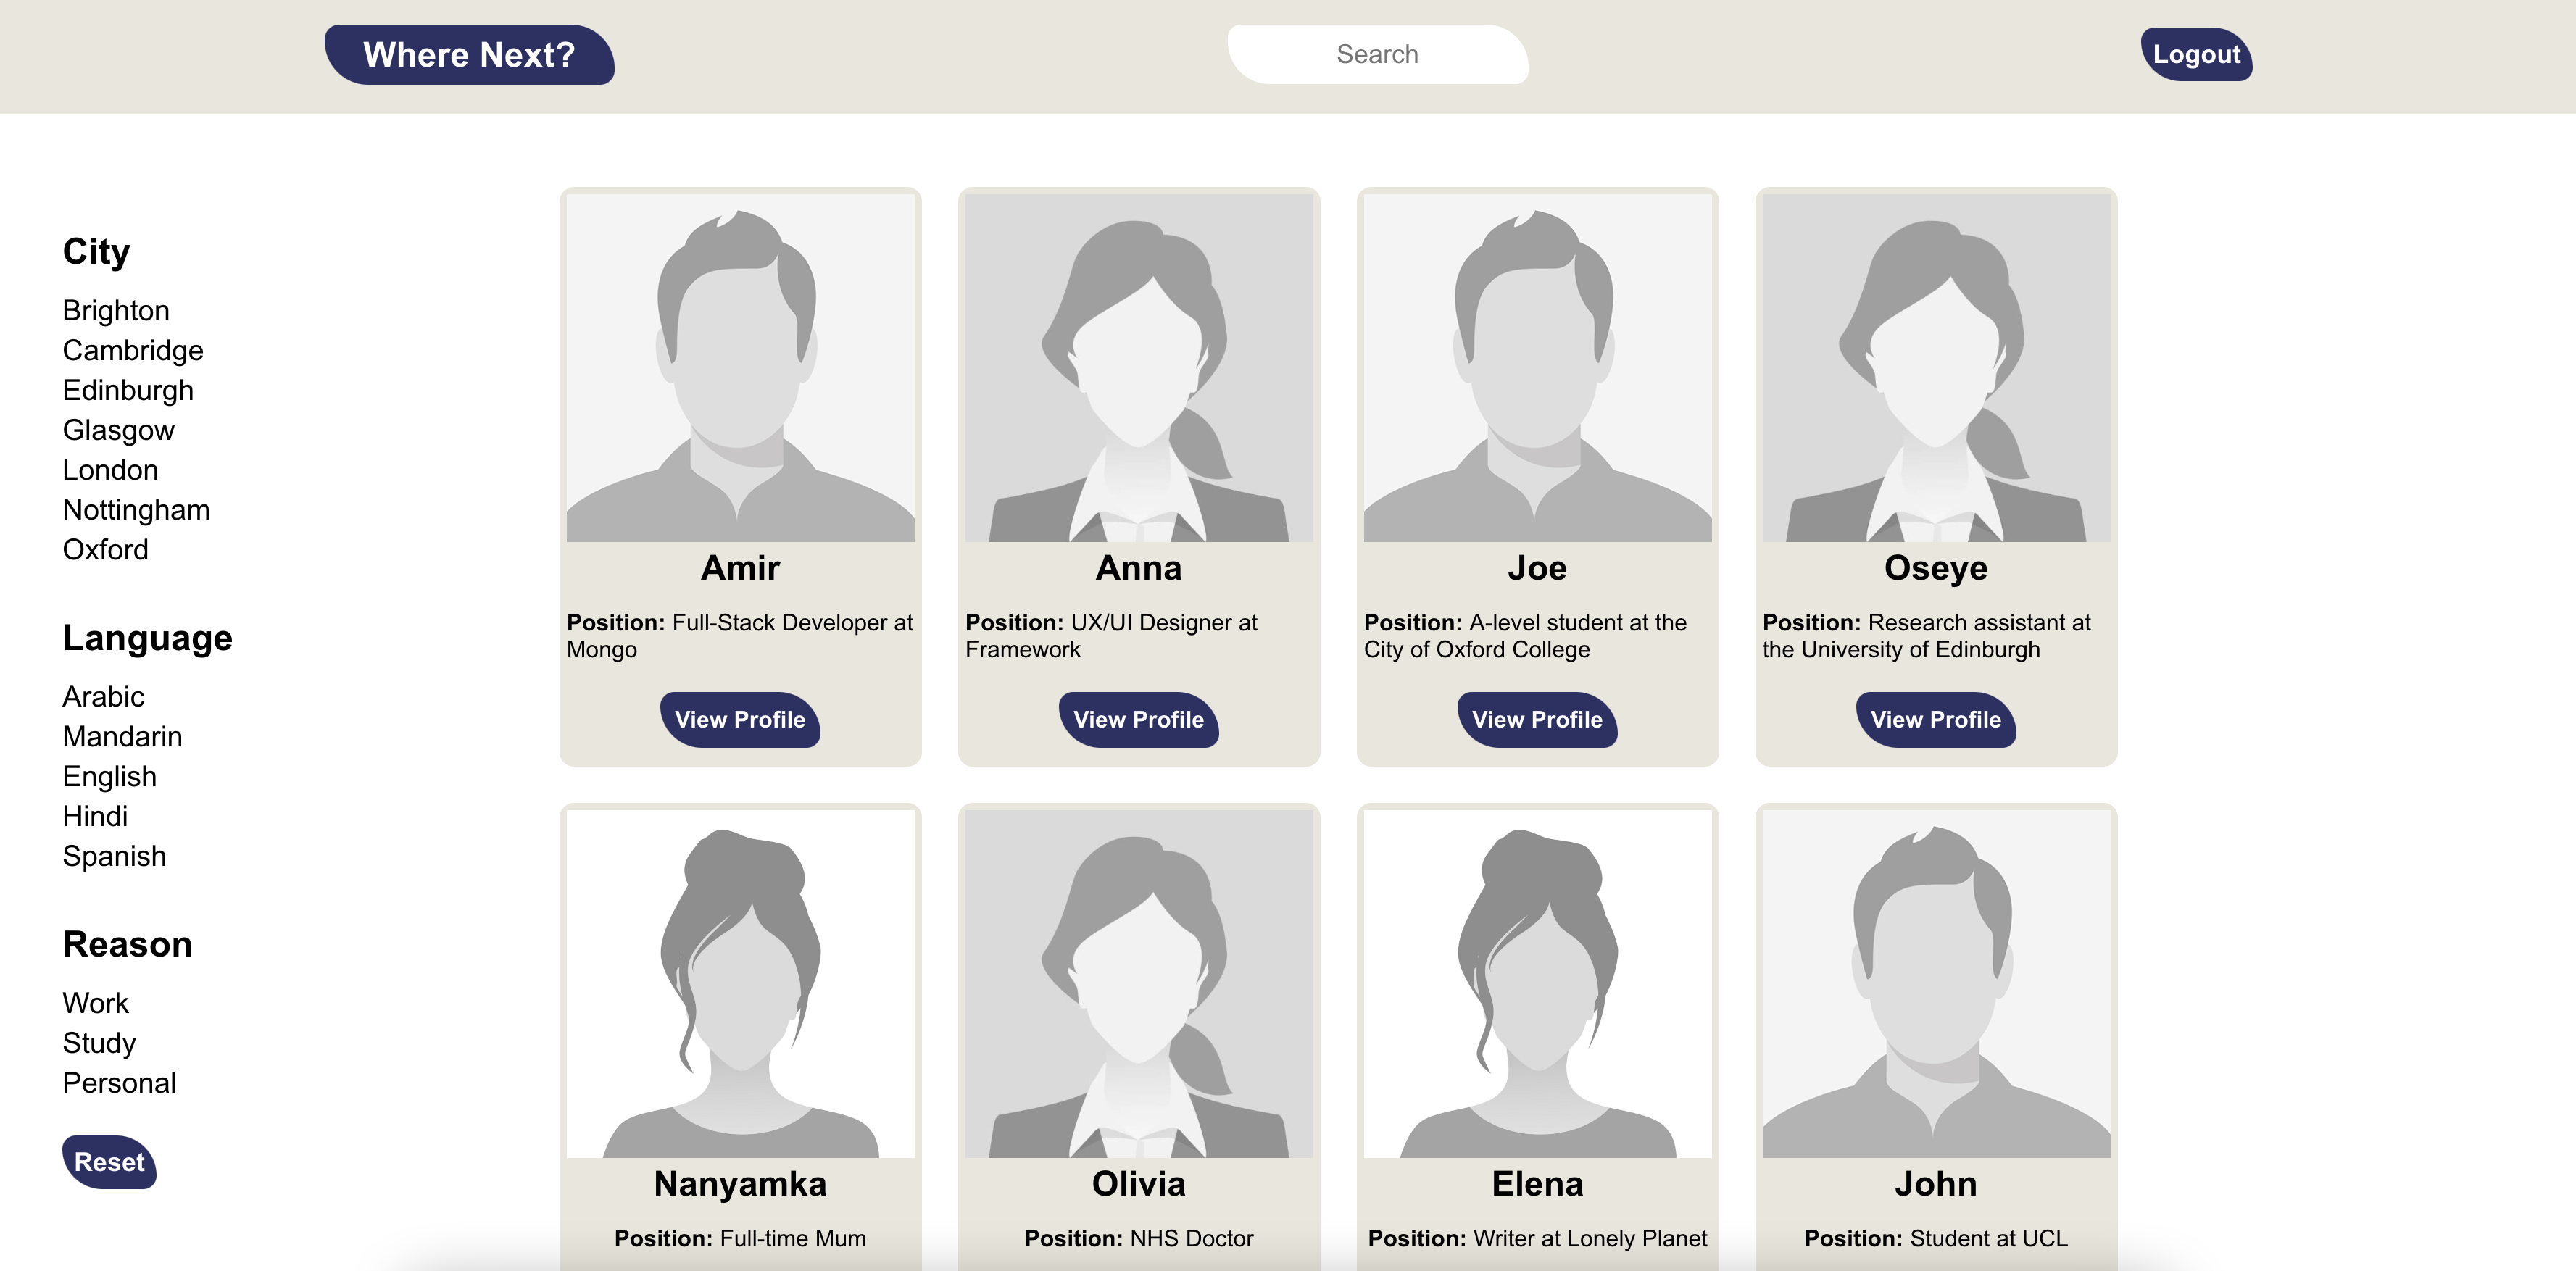 Where Next?
Search
Logout
City
Brighton
Cambridge
Edinburgh
Glasgow
London
Nottingham
Oxford
Language
Arabic
Mandarin
English
Hindi
Spanish
Reason
Work
Study
Personal
Reset
Amir
Position: Full-Stack Developer at
Mongo
View Profile
Anna
Position: UX/UI Designer at
Framework
View Profile
Joe
Position: A-level student at the
City of Oxford College
View Profile
Oseye
Position: Research assistant at
the University of Edinburgh
View Profile
Nanyamka
Position: Full-time Mum
Olivia
Position: NHS Doctor
Elena
Position: Writer at Lonely Planet
John
Position: Student at UCL